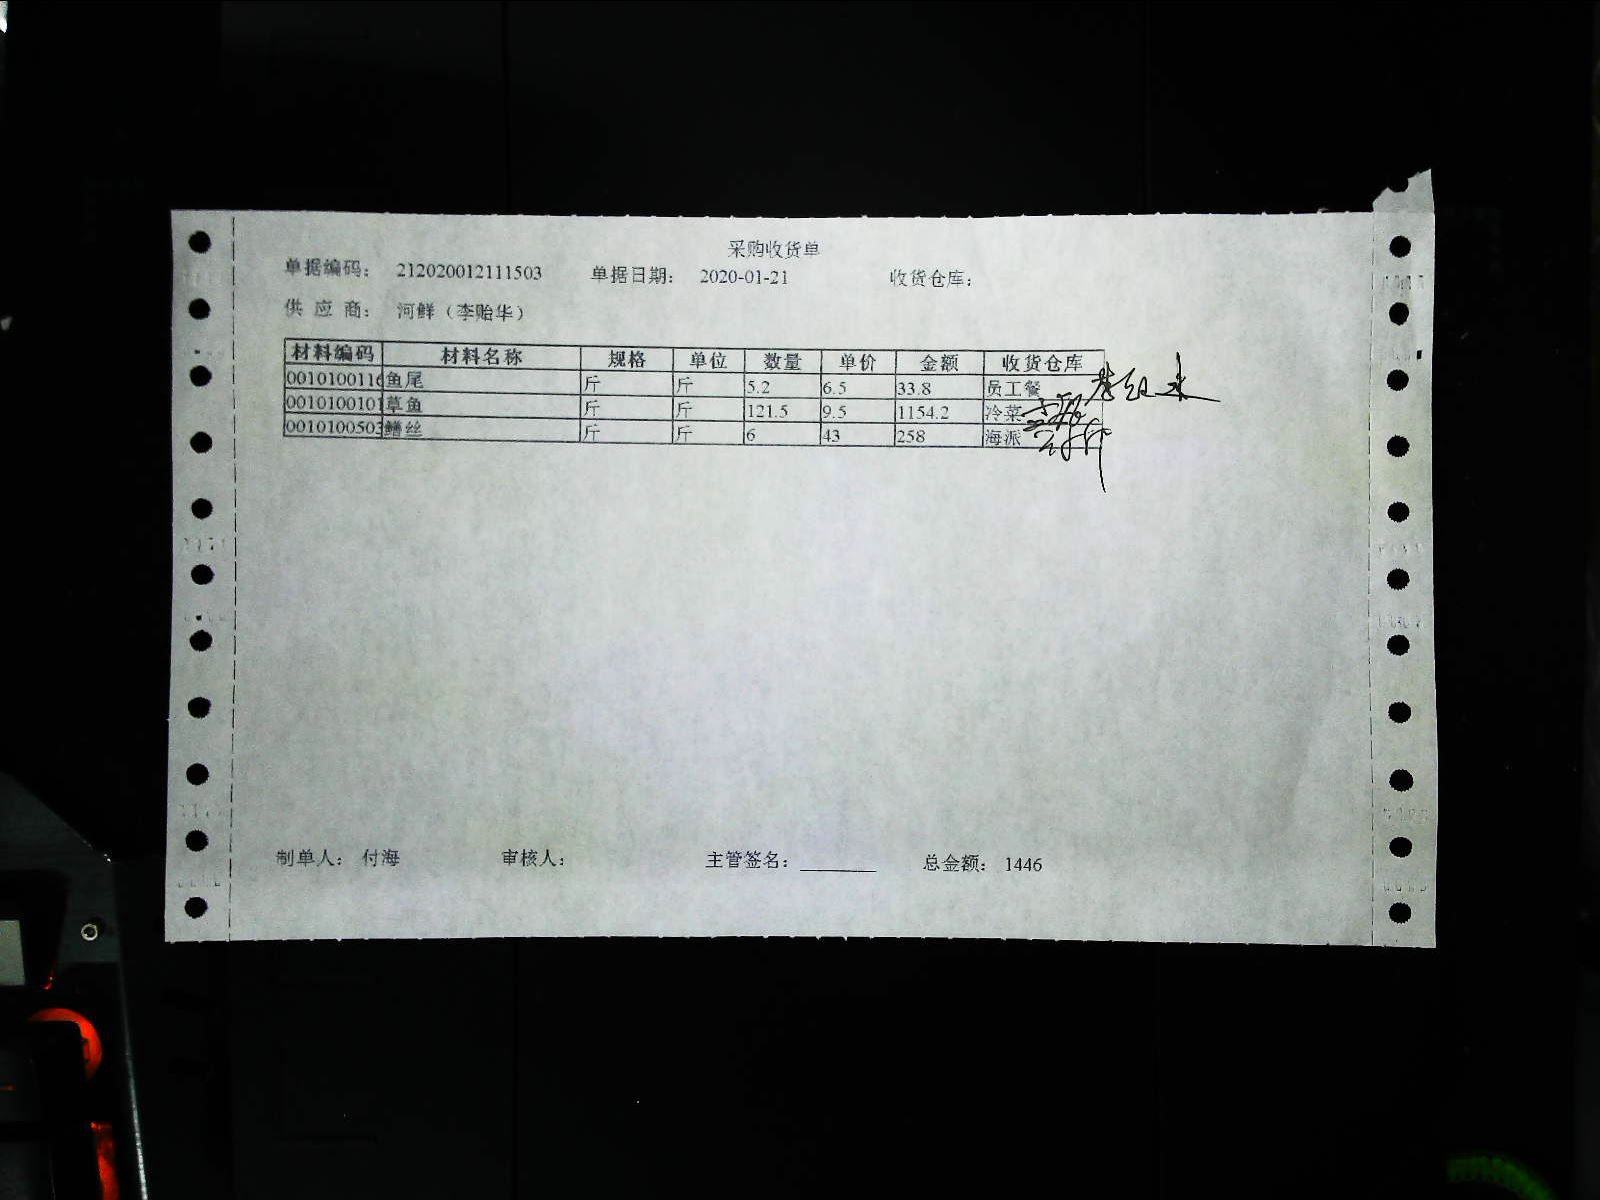 采购收货单
单据编码： 212020012111503 单据日期： 2020-01-21 收货仓库：
供 应 商： 河鲜（李贻华）
材料编码 材料名称 规格 单位 数量 单价 金额 收货仓库
0010100116 鱼尾 斤 斤 5.2 6.5 33.8 员工餐
0010100101 草鱼 斤 斤 121.5 9.5 1154.2 冷菜
0010100503 鳝丝 斤 斤 6 43 258 海派
制单人： 付海 审核人： 主管签名： 总金额： 1446